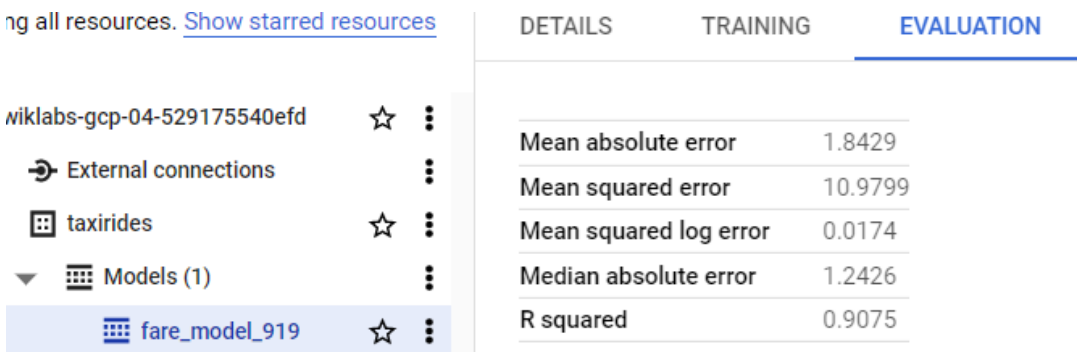 ng all resources. Show starred resources
wiklabs-gcp-04-529175540efd
External connections
taxirides
Models (1)
fare_model_919
DETAILS TRAINING EVALUATION
Mean absolute error 1.8429
Mean squared error 10.9799
Mean squared log error 0.0174
Median absolute error 1.2426
R squared 0.9075